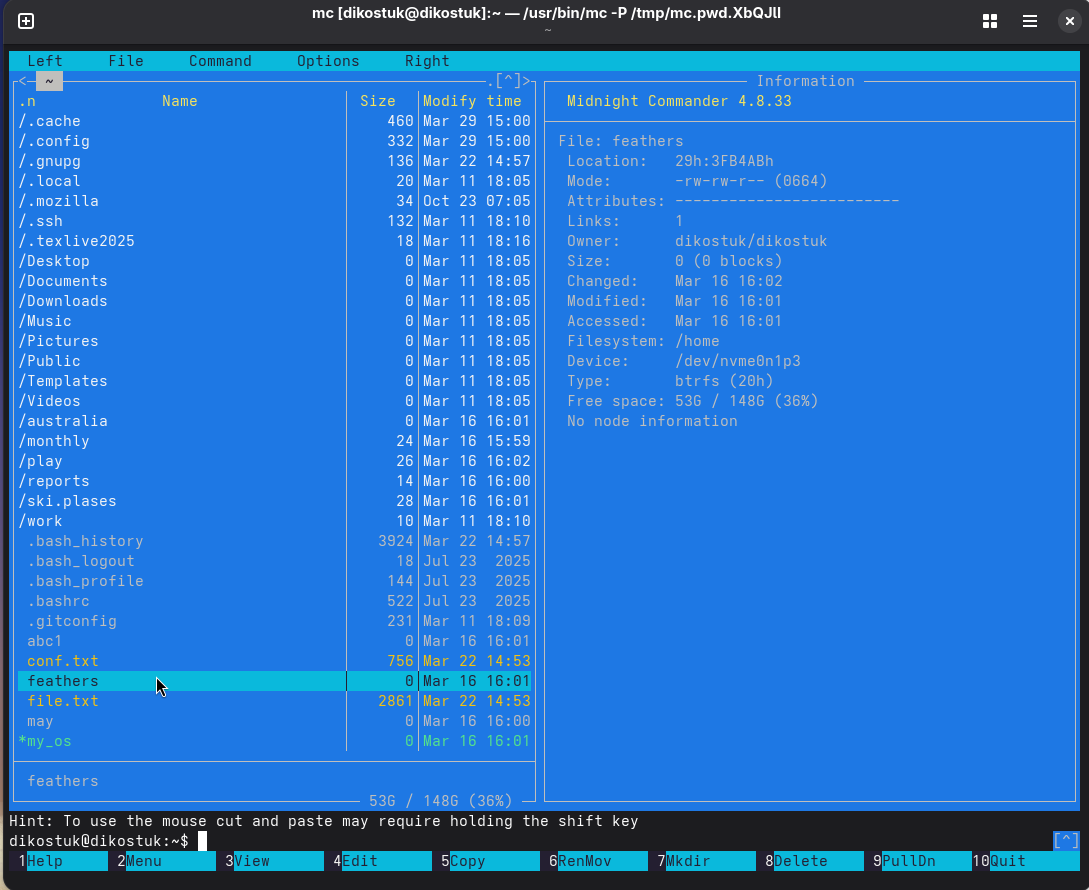 mc [dikostuk@dikostuk]:~ — /usr/bin/mc -P /tmp/mc.pwd.XbQJlI
~
Left File Command Options Right
<─ ~ .[^]>
.n Name Size Modify time
/.cache 460 Mar 29 15:00
/.config 332 Mar 29 15:00
/.gnupg 136 Mar 22 14:57
/.local 20 Mar 11 18:05
/.mozilla 34 Oct 23 07:05
/.ssh 132 Mar 11 18:10
/.texlive2025 18 Mar 11 18:16
/Desktop 0 Mar 11 18:05
/Documents 0 Mar 11 18:05
/Downloads 0 Mar 11 18:05
/Music 0 Mar 11 18:05
/Pictures 0 Mar 11 18:05
/Public 0 Mar 11 18:05
/Templates 0 Mar 11 18:05
/Videos 0 Mar 11 18:05
/australia 0 Mar 16 16:01
/monthly 24 Mar 16 15:59
/play 26 Mar 16 16:02
/reports 14 Mar 16 16:00
/ski.plases 28 Mar 16 16:01
/work 10 Mar 11 18:10
.bash_history 3924 Mar 22 14:57
.bash_logout 18 Jul 23 2025
.bash_profile 144 Jul 23 2025
.bashrc 522 Jul 23 2025
.gitconfig 231 Mar 11 18:09
abc1 0 Mar 16 16:01
conf.txt 756 Mar 22 14:53
feathers 0 Mar 16 16:01
file.txt 2861 Mar 22 14:53
may 0 Mar 16 16:00
*my_os 0 Mar 16 16:01
feathers
53G / 148G (36%)
Information
Midnight Commander 4.8.33
File: feathers
Location: 29h:3FB4ABh
Mode: -rw-rw-r-- (0664)
Attributes: -------------------------
Links: 1
Owner: dikostuk/dikostuk
Size: 0 (0 blocks)
Changed: Mar 16 16:02
Modified: Mar 16 16:01
Accessed: Mar 16 16:01
Filesystem: /home
Device: /dev/nvme0n1p3
Type: btrfs (20h)
Free space: 53G / 148G (36%)
No node information
Hint: To use the mouse cut and paste may require holding the shift key
dikostuk@dikostuk:~$ [^]
1Help 2Menu 3View 4Edit 5Copy 6RenMov 7Mkdir 8Delete 9PullDn 10Quit